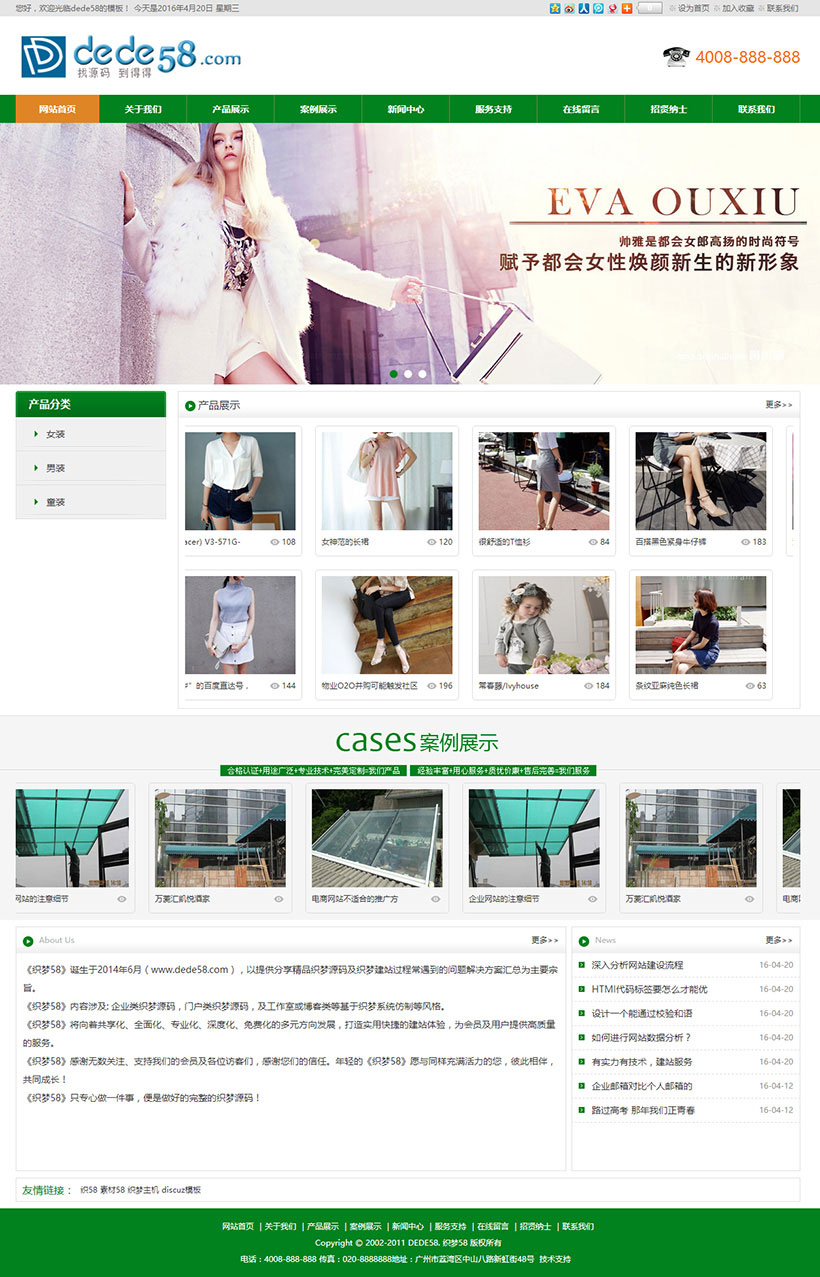 您好，欢迎光临dede58的模板！ 今天是2016年4月20日 星期三
※ 设为首页 ※ 加入收藏 ※ 联系我们
dede58.com
找源码 到得得
4008-888-888
网站首页 关于我们 产品展示 案例展示 新闻中心 服务支持 在线留言 招贤纳士 联系我们
EVA OUXIU
帅雅是都会女郎高扬的时尚符号
赋予都会女性焕颜新生的新形象
产品分类
女装
男装
童装
产品展示 更多>>
acer) V3-571G- 108
女神范的长裙 120
很舒适的T恤衫 84
百搭黑色紧身牛仔裤 183
" 的百度直达号， 144
物业O2O并购可能触发社区 196
常春藤/Ivyhouse 184
条纹亚麻纯色长裙 63
cases 案例展示
合格认证+用途广泛+专业技术+完美定制=我们产品 经验丰富+用心服务+质优价廉+售后完善=我们服务
网站的注意细节
万菱汇凯悦酒家
电商网站不适合的推广方
企业网站的注意细节
万菱汇凯悦酒家
电商网
About Us 更多>>
《织梦58》诞生于2014年6月（www.dede58.com），以提供分享精品织梦源码及织梦建站过程常遇到的问题解决方案汇总为主要宗
旨。
《织梦58》内容涉及: 企业类织梦源码，门户类织梦源码，及工作室或博客类等基于织梦系统仿制等风格。
《织梦58》将向着共享化、全面化、专业化、深度化、免费化的多元方向发展，打造实用快捷的建站体验，为会员及用户提供高质量
的服务。
《织梦58》感谢无数关注、支持我们的会员及各位访客们，感谢您们的信任。年轻的《织梦58》愿与同样充满活力的您，彼此相伴，
共同成长！
《织梦58》只专心做一件事，便是做好的完整的织梦源码！
News 更多>>
深入分析网站建设流程 16-04-20
HTMl代码标签要怎么才能优 16-04-20
设计一个能通过校验和语 16-04-20
如何进行网站数据分析？ 16-04-20
有实力有技术，建站服务 16-04-20
企业邮箱对比个人邮箱的 16-04-12
路过高考 那年我们正青春 16-04-12
友情链接： 织58 素材58 织梦主机 discuz模板
网站首页 | 关于我们 | 产品展示 | 案例展示 | 新闻中心 | 服务支持 | 在线留言 | 招贤纳士 | 联系我们
Copyright © 2002-2011 DEDE58. 织梦58 版权所有
电话：4008-888-888 传真：020-8888888地址：广州市荔湾区中山八路新虹街48号 技术支持